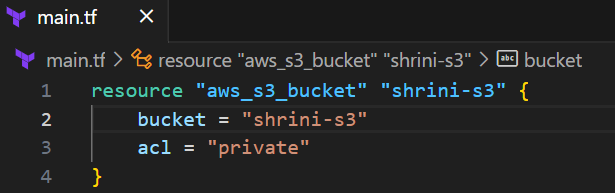 main.tf ×
main.tf > resource "aws_s3_bucket" "shrini-s3" > abc bucket
1 resource "aws_s3_bucket" "shrini-s3" {
2 bucket = "shrini-s3"
3 acl = "private"
4 }